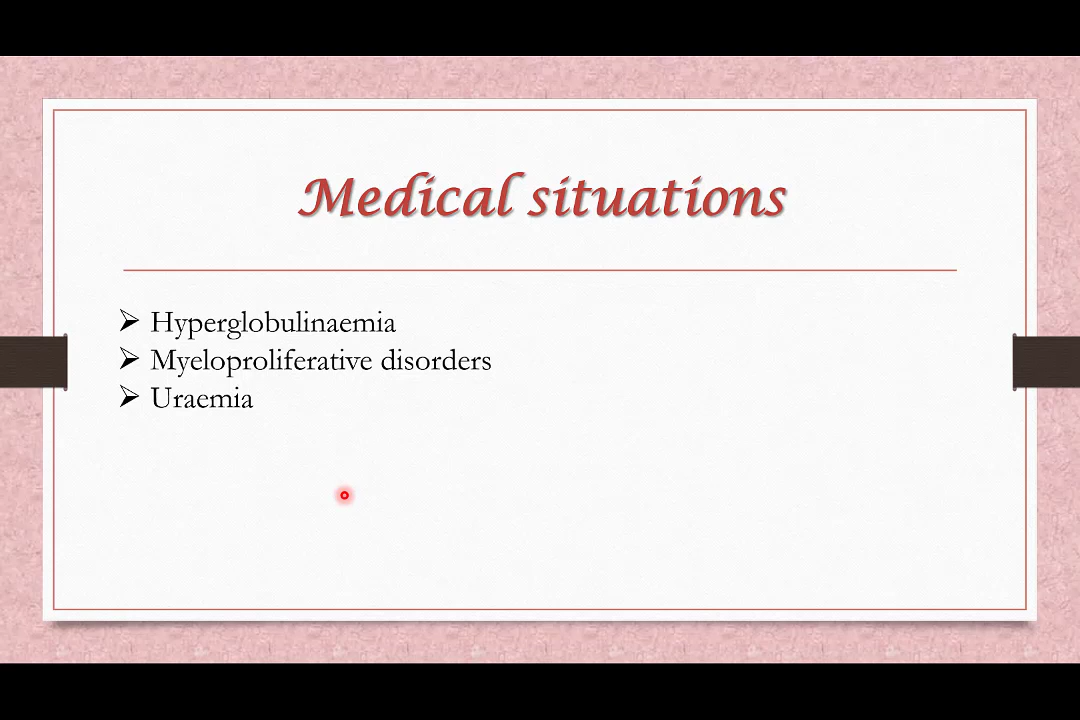 Medical situations
Hyperglobulinaemia
Myeloproliferative disorders
Uraemia